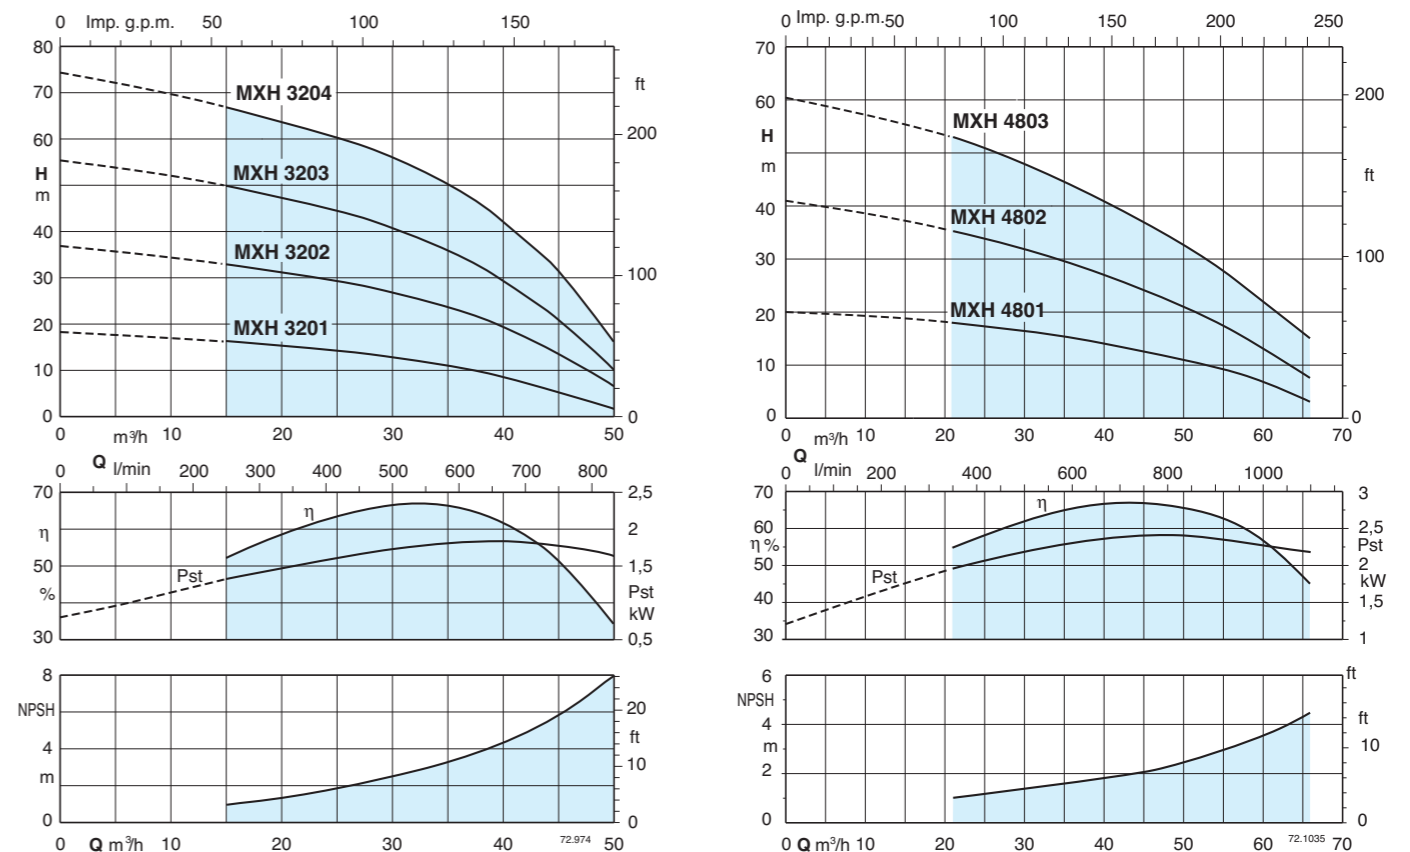 0 Imp. g.p.m. 50 100 150
80
70
60
H
m
40
30
20
10
0
ft
200
100
0
MXH 3204
MXH 3203
MXH 3202
MXH 3201
0 m³/h 10 20 30 40 50
0 Q l/min 200 300 400 500 600 700 800
70
η
50
%
30
2,5
2
1,5
Pst
kW
0,5
η
Pst
8
NPSH
4
m
0
20
ft
10
0
0 Q m³/h 10 20 30 40 72.974 50
0 Imp. g.p.m. 50 100 150 200 250
70
60
H
m
40
30
20
10
0
200
ft
100
0
MXH 4803
MXH 4802
MXH 4801
0 m³/h 10 20 30 40 50 60 70
Q
0 l/min 200 400 600 800 1000
70
60
η %
50
40
30
3
2,5
Pst
2
kW
1,5
1
η
Pst
6
NPSH
4
m
2
0
ft
ft
10
0
0 Q m³/h 10 20 30 40 50 60 72.1035 70